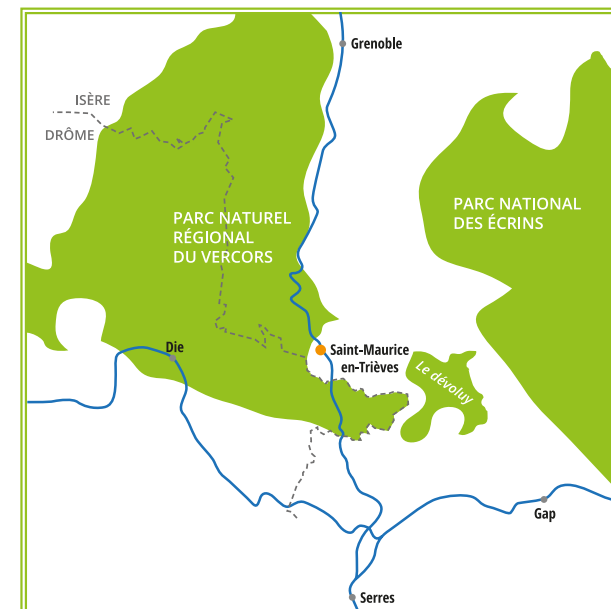 Grenoble
ISÈRE
DRÔME
PARC NATIONAL
DES ÉCRINS
PARC NATUREL
RÉGIONAL
DU VERCORS
Die
Saint-Maurice
en-Trièves
Le dévoluy
Gap
Serres